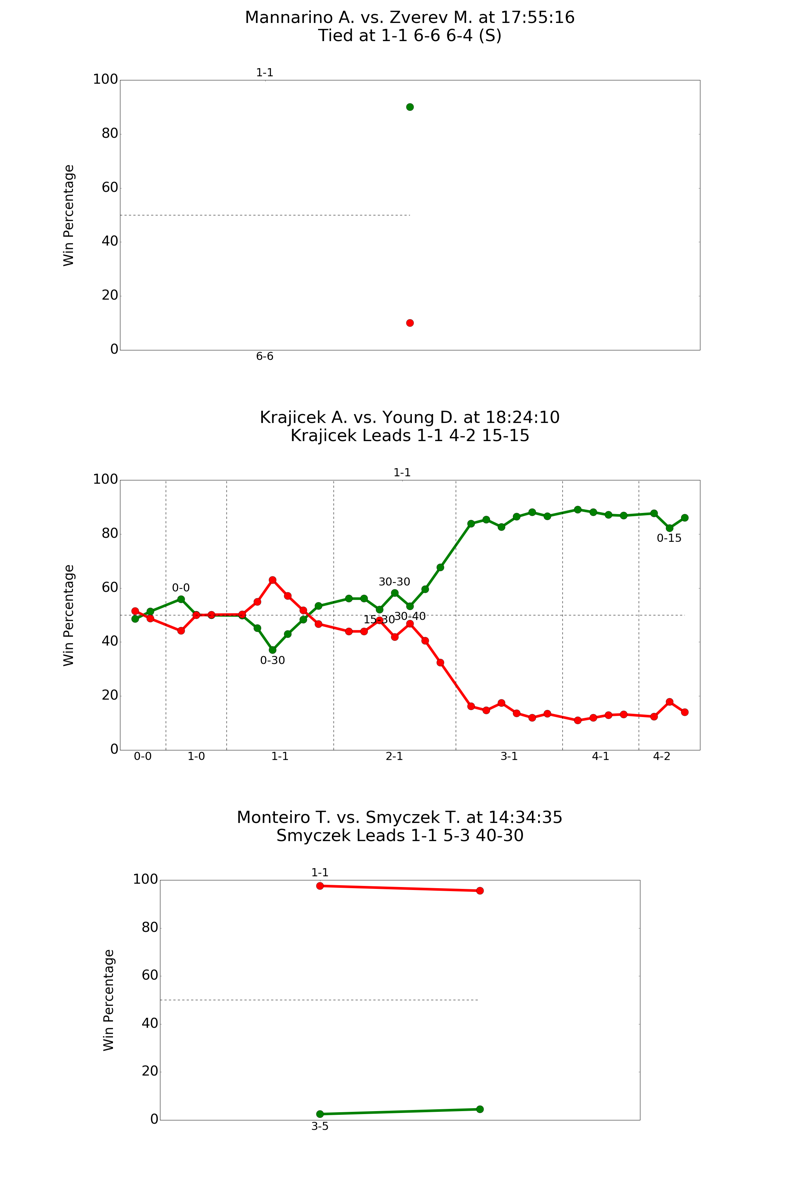 Mannarino A. vs. Zverev M. at 17:55:16
Tied at 1-1 6-6 6-4 (S)
1-1
100
80
60
40
20
0
Win Percentage
6-6
Krajicek A. vs. Young D. at 18:24:10
Krajicek Leads 1-1 4-2 15-15
1-1
100
80
60
40
20
0
Win Percentage
0-0
0-30
30-30
15-30
30-40
0-15
0-0 1-0 1-1 2-1 3-1 4-1 4-2
Monteiro T. vs. Smyczek T. at 14:34:35
Smyczek Leads 1-1 5-3 40-30
1-1
100
80
60
40
20
0
Win Percentage
3-5